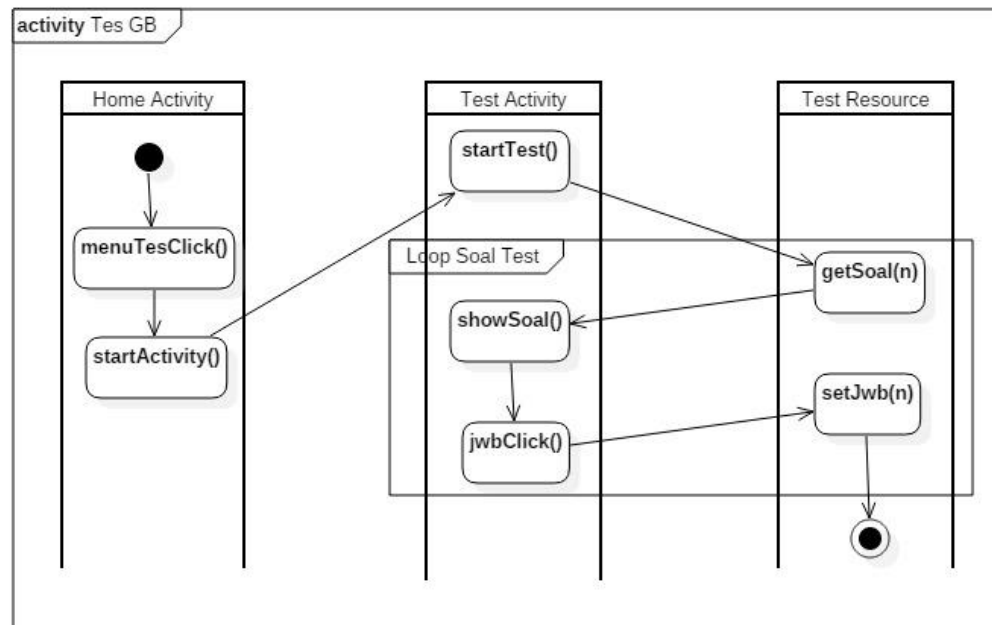 activity Tes GB
Home Activity
Test Activity
Test Resource
startTest()
menuTesClick()
Loop Soal Test
getSoal(n)
showSoal()
startActivity()
setJwb(n)
jwbClick()